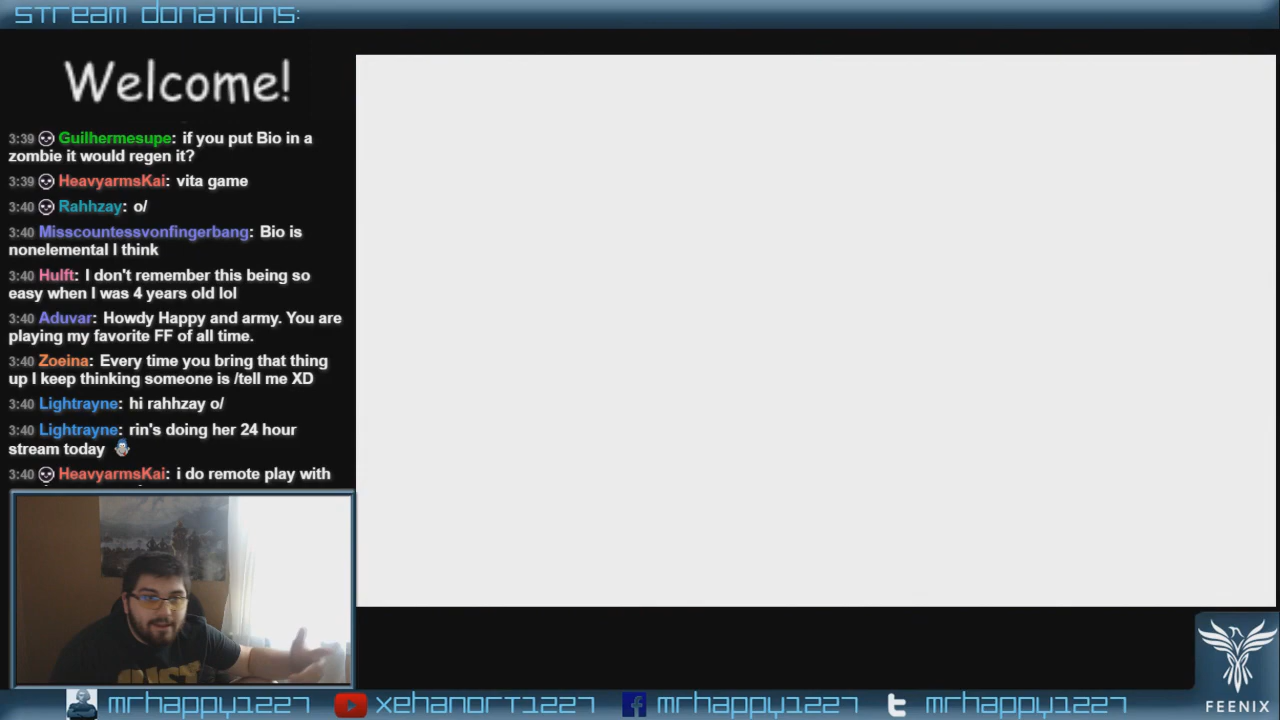 STREAM DONATIONS:
Welcome!
3:39 Guilhermesupe: if you put Bio in a
zombie it would regen it?
3:39 HeavyarmsKai: vita game
3:40 Rahhzay: o/
3:40 Misscountessvonfingerbang: Bio is
nonelemental I think
3:40 Hulft: I don't remember this being so
easy when I was 4 years old lol
3:40 Aduvar: Howdy Happy and army. You are
playing my favorite FF of all time.
3:40 Zoeina: Every time you bring that thing
up I keep thinking someone is /tell me XD
3:40 Lightrayne: hi rahhzay o/
3:40 Lightrayne: rin's doing her 24 hour
stream today
3:40 HeavyarmsKai: i do remote play with
mrhappy1227 xehanort1227 mrhappy1227 mrhappy1227
FEENIX